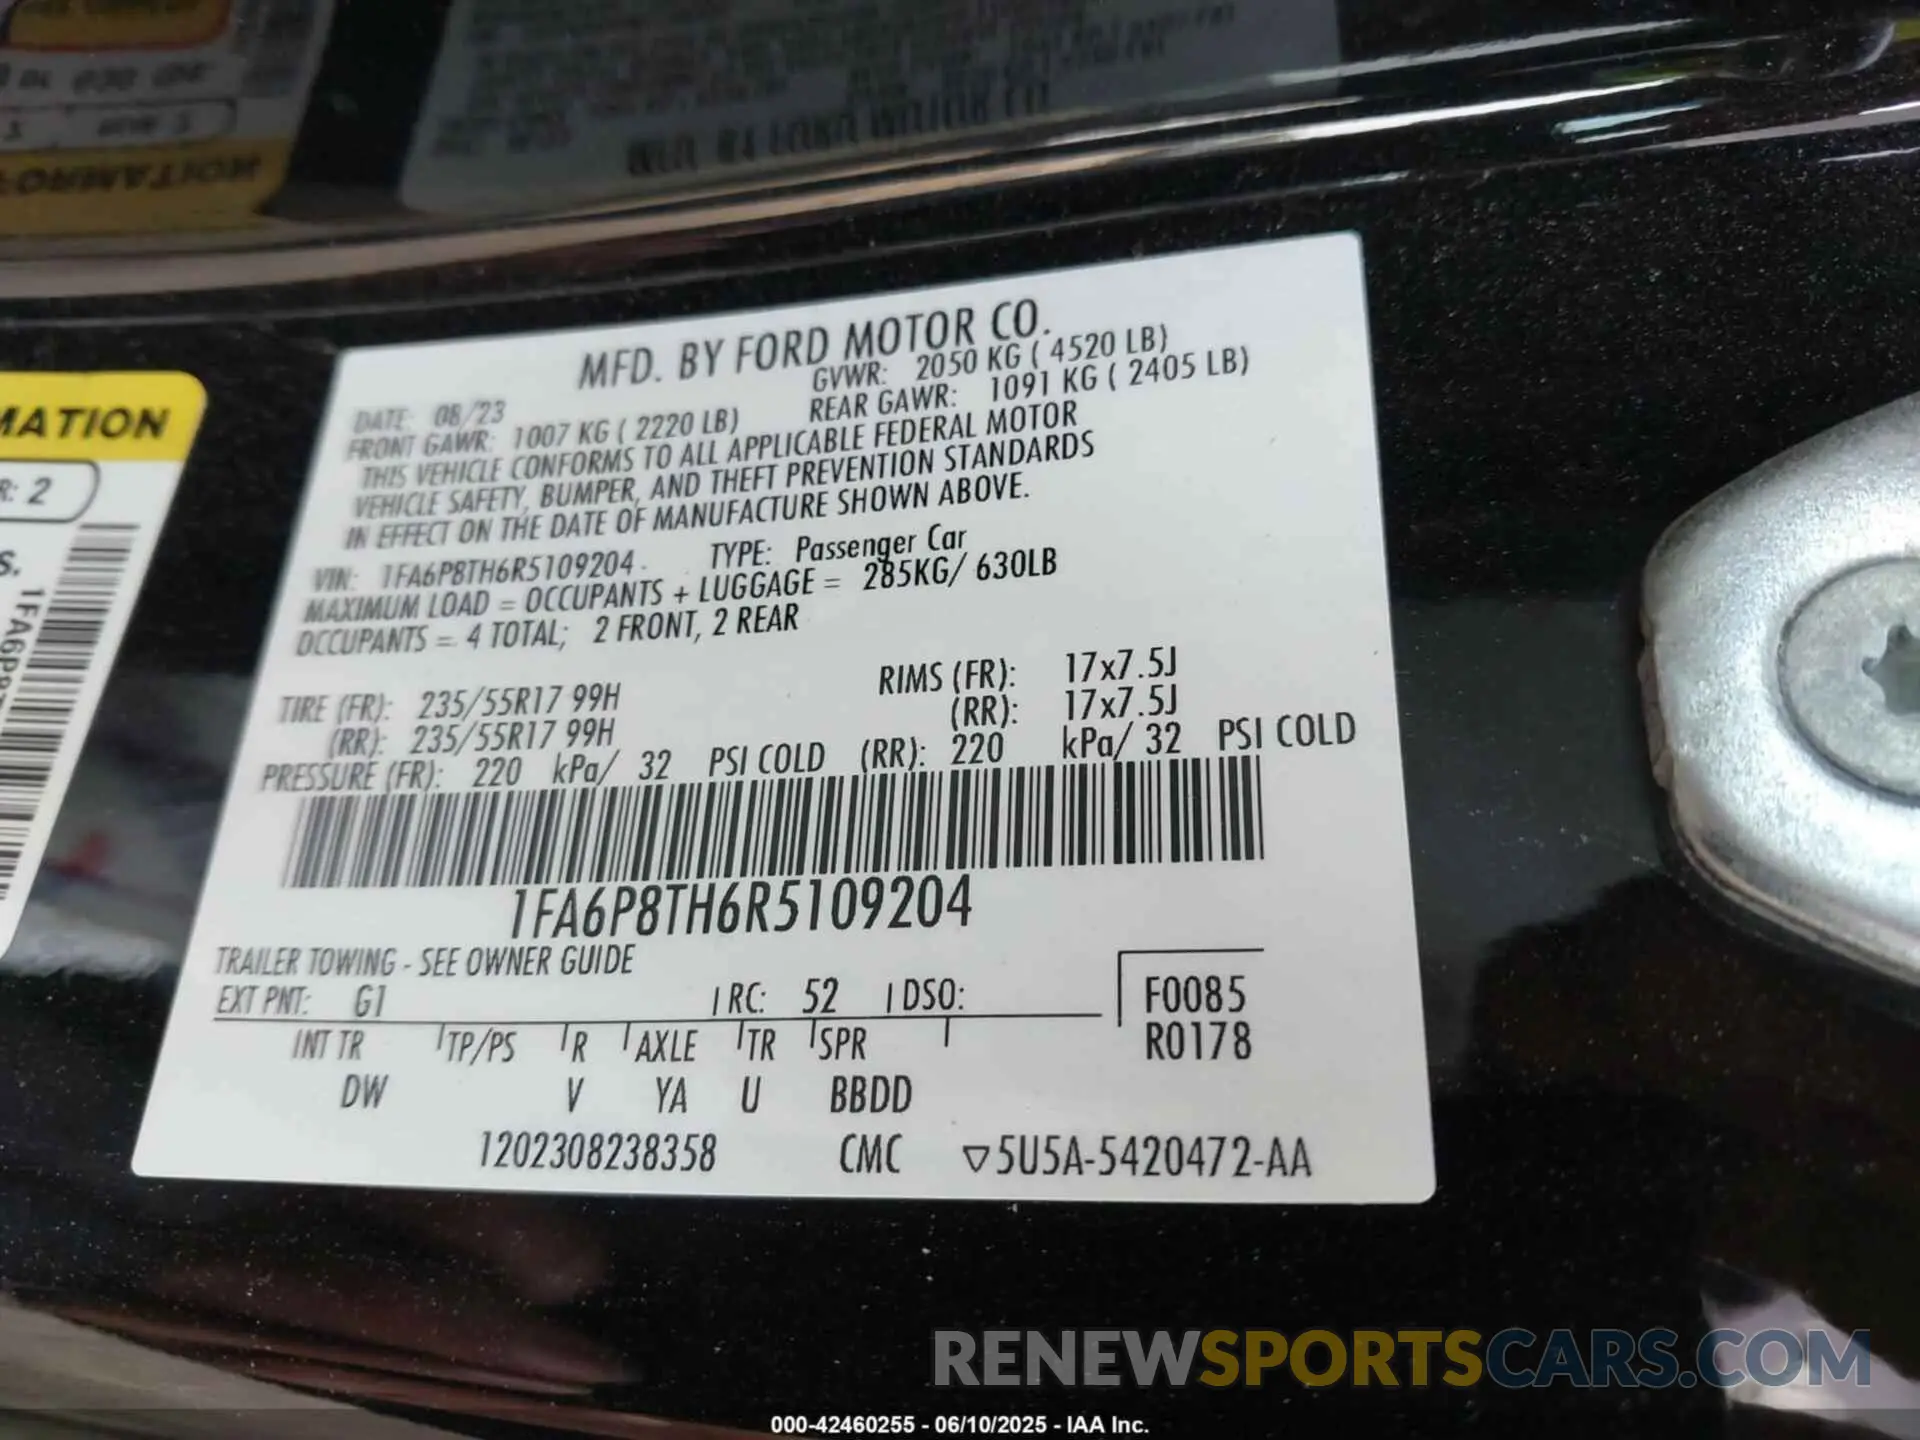 MFD. BY FORD MOTOR CO.
DATE: 08/23 GVWR: 2050 KG ( 4520 LB)
FRONT GAWR: 1007 KG ( 2220 LB) REAR GAWR: 1091 KG ( 2405 LB)
THIS VEHICLE CONFORMS TO ALL APPLICABLE FEDERAL MOTOR
VEHICLE SAFETY, BUMPER, AND THEFT PREVENTION STANDARDS
IN EFFECT ON THE DATE OF MANUFACTURE SHOWN ABOVE.
VIN: 1FA6P8TH6R5109204 TYPE: Passenger Car
MAXIMUM LOAD = OCCUPANTS + LUGGAGE = 285KG/ 630LB
OCCUPANTS = 4 TOTAL; 2 FRONT, 2 REAR
TIRE (FR): 235/55R17 99H RIMS (FR): 17x7.5J
(RR): 235/55R17 99H (RR): 17x7.5J
PRESSURE (FR): 220 kPa/ 32 PSI COLD (RR): 220 kPa/ 32 PSI COLD
1FA6P8TH6R5109204
TRAILER TOWING - SEE OWNER GUIDE
EXT PNT: G1 RC: 52 DSO: F0085
INT TR TP/PS R AXLE TR SPR R0178
DW V YA U BBDD
1202308238358 CMC ▽5U5A-5420472-AA
MATION
R: 2
S.
RENEWSPORTSCARS.COM
000-42460255 - 06/10/2025 - IAA Inc.